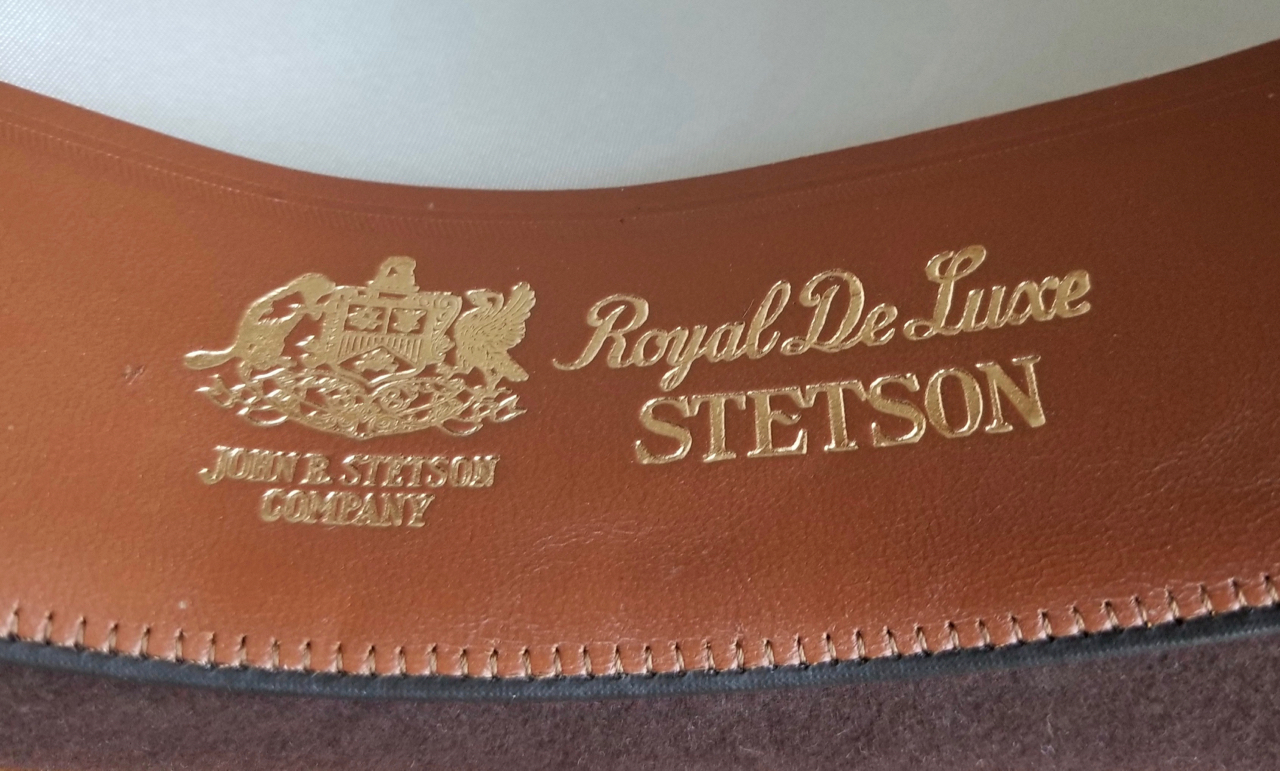 JOHN B. STETSON
COMPANY
Royal De Luxe
STETSON